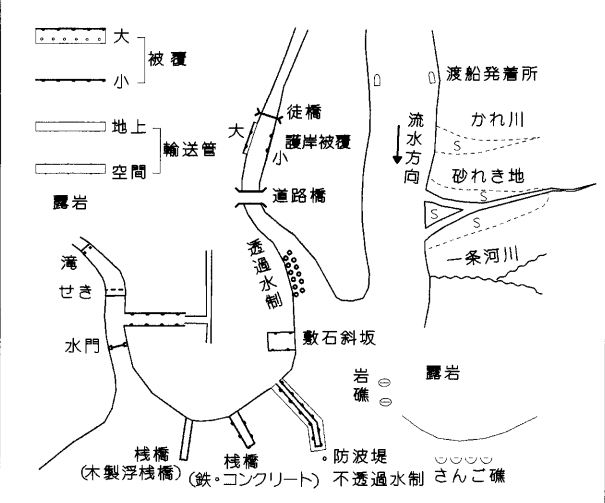 大
被覆
小
地上
輸送管
空間
露岩
滝
せき
水門
徒橋
大
護岸被覆
小
道路橋
透過水制
敷石斜坂
流水方向
渡船発着所
かれ川
S
砂れき地
S
S
S
一条河川
岩礁
露岩
桟橋
(木製浮桟橋)
桟橋
(鉄・コンクリート)
防波堤
不透過水制
さんご礁